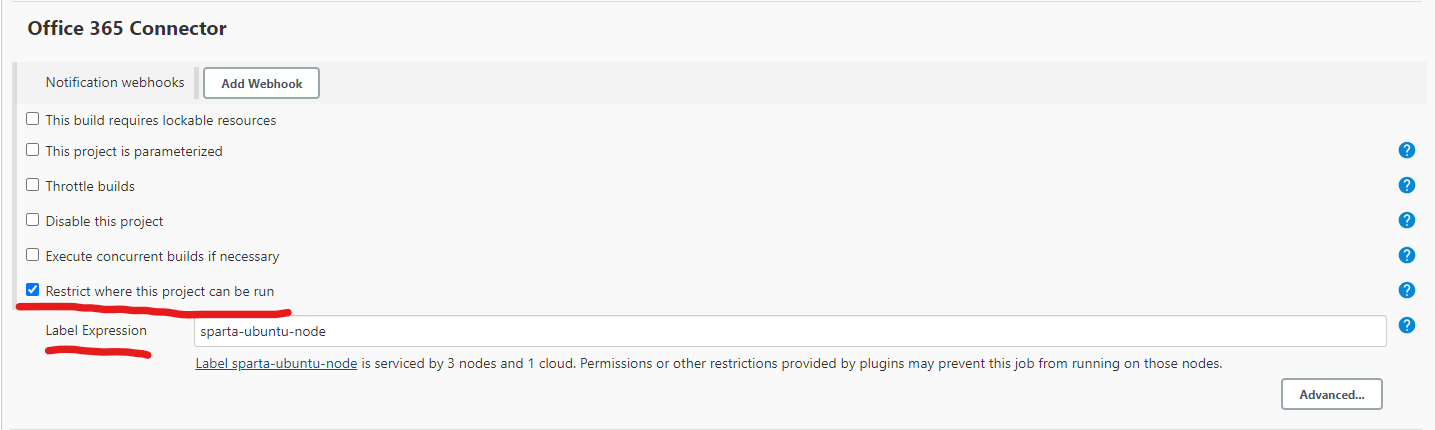 Office 365 Connector
Notification webhooks Add Webhook
This build requires lockable resources
This project is parameterized ?
Throttle builds ?
Disable this project ?
Execute concurrent builds if necessary ?
Restrict where this project can be run ?
Label Expression sparta-ubuntu-node ?
Label sparta-ubuntu-node is serviced by 3 nodes and 1 cloud. Permissions or other restrictions provided by plugins may prevent this job from running on those nodes.
Advanced...